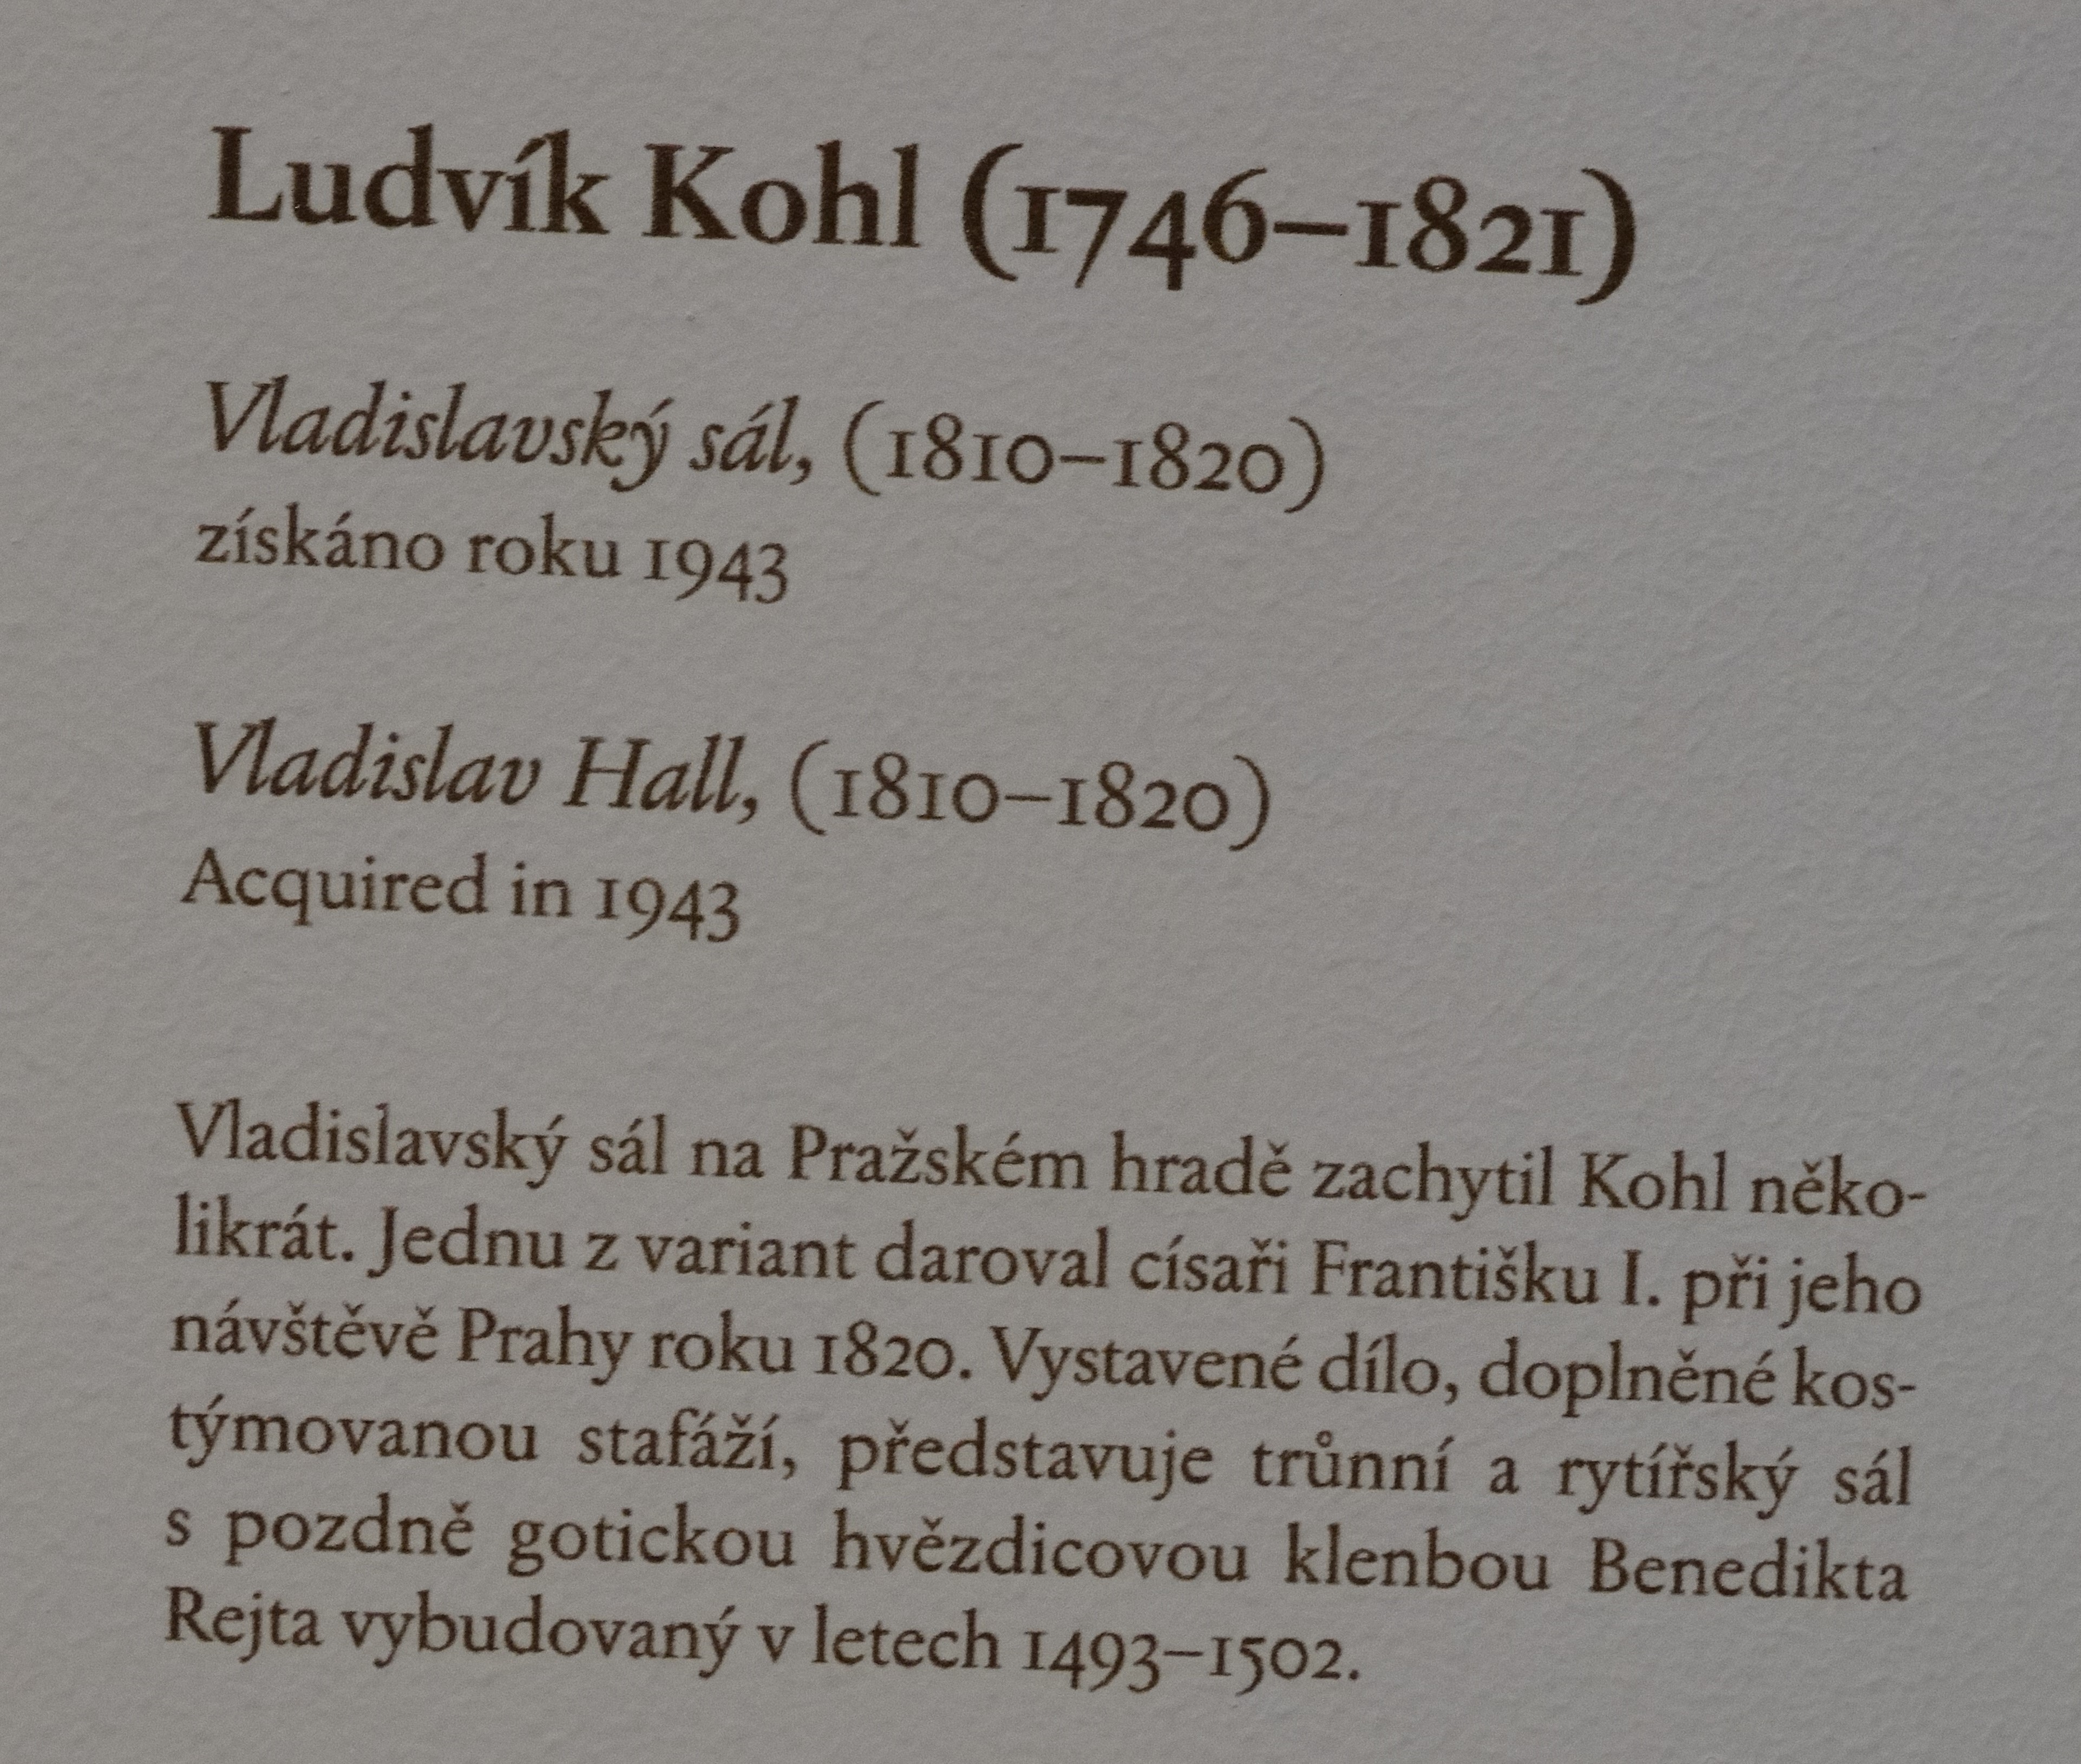 Ludvík Kohl (1746–1821)
Vladislavský sál, (1810–1820)
získáno roku 1943
Vladislav Hall, (1810–1820)
Acquired in 1943
Vladislavský sál na Pražském hradě zachytil Kohl něko-
likrát. Jednu z variant daroval císaři Františku I. při jeho
návštěvě Prahy roku 1820. Vystavené dílo, doplněné kos-
týmovanou stafáží, představuje trůnní a rytířský sál
s pozdně gotickou hvězdicovou klenbou Benedikta
Rejta vybudovaný v letech 1493–1502.